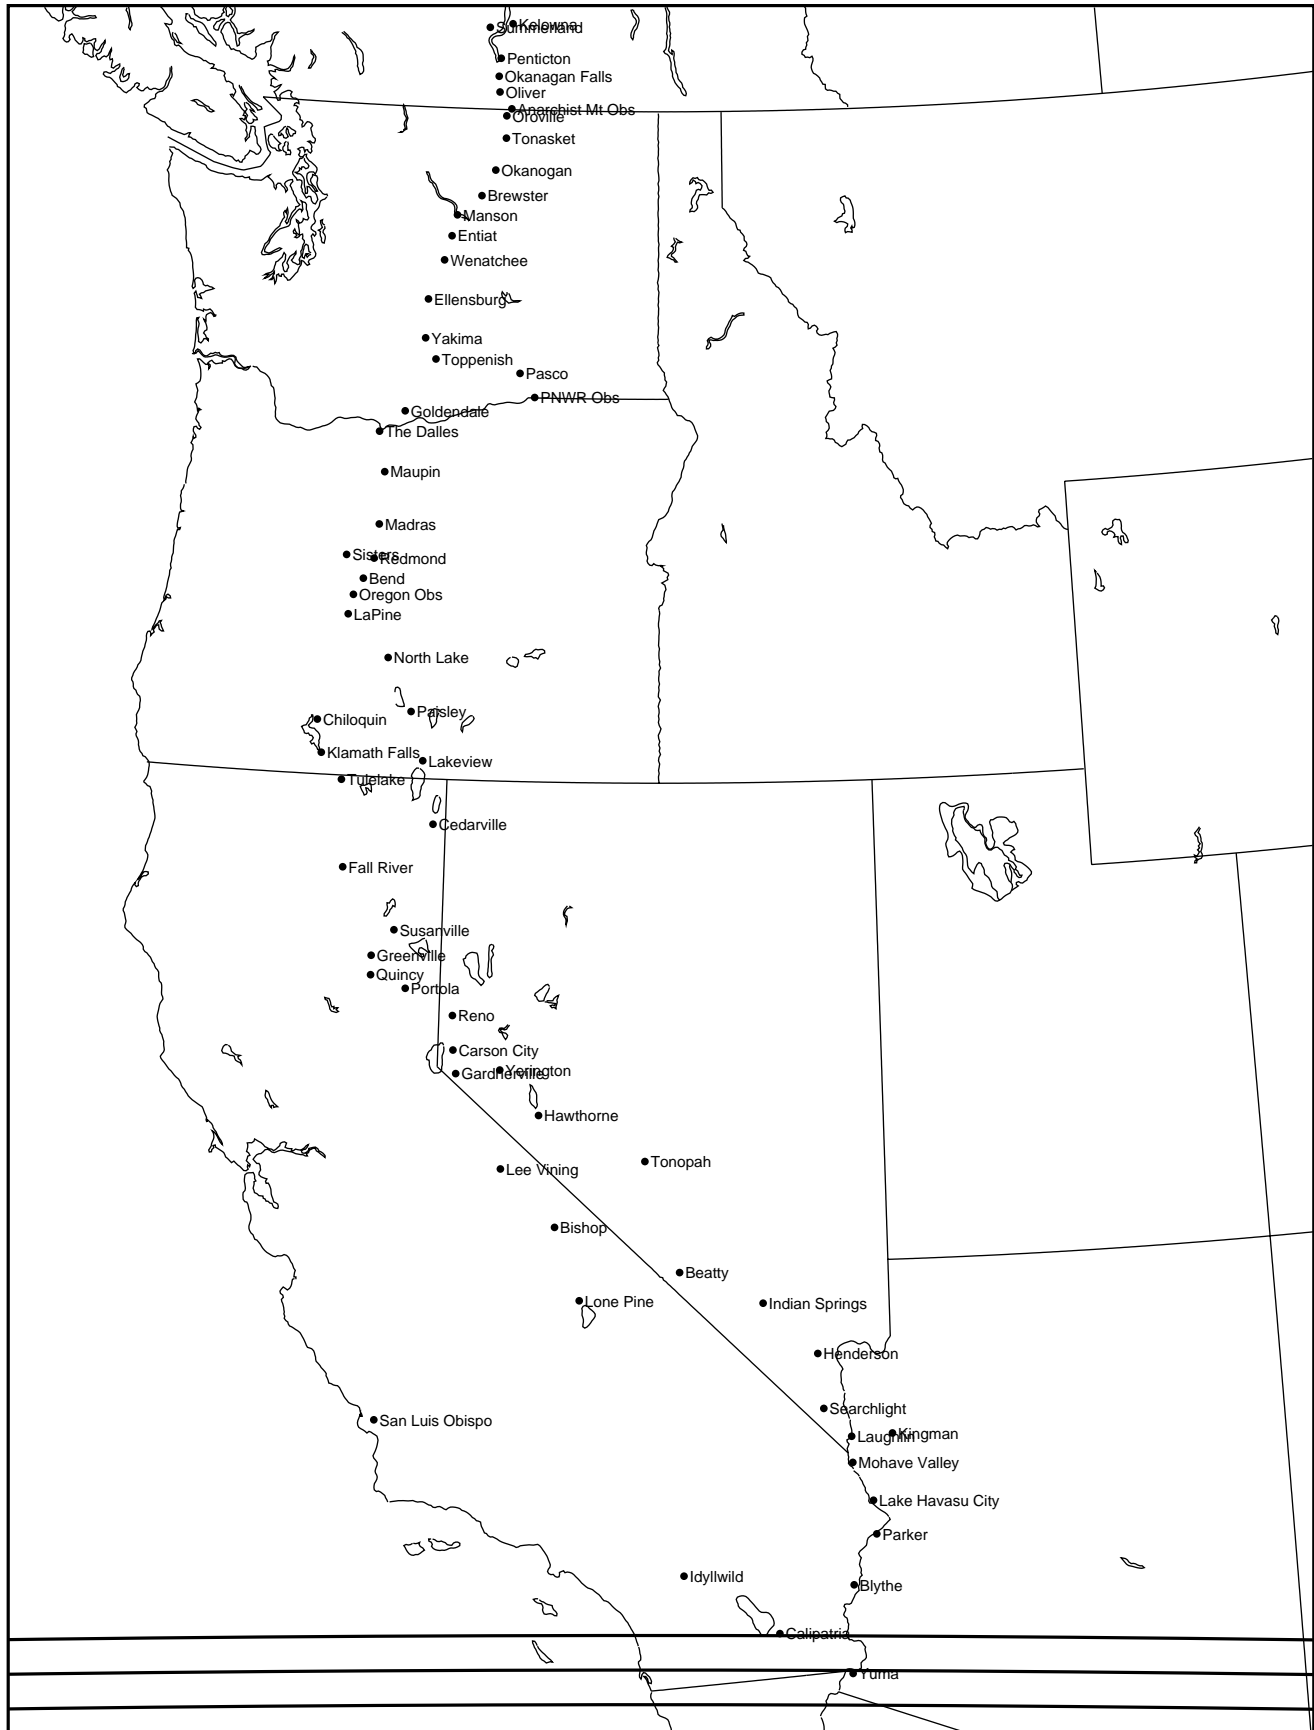 Kelowna
Summerland
Penticton
Okanagan Falls
Oliver
Anarchist Mt Obs
Oroville
Tonasket
Okanogan
Brewster
Manson
Entiat
Wenatchee
Ellensburg
Yakima
Toppenish
Pasco
PNWR Obs
Goldendale
The Dalles
Maupin
Madras
Sisters
Redmond
Bend
Oregon Obs
LaPine
North Lake
Paisley
Chiloquin
Klamath Falls
Lakeview
Tulelake
Cedarville
Fall River
Susanville
Greenville
Quincy
Portola
Reno
Carson City
Yerington
Gardnerville
Hawthorne
Tonopah
Lee Vining
Bishop
Beatty
Lone Pine
Indian Springs
Henderson
Searchlight
San Luis Obispo
Kingman
Laughlin
Mohave Valley
Lake Havasu City
Parker
Idyllwild
Blythe
Calipatria
Yuma